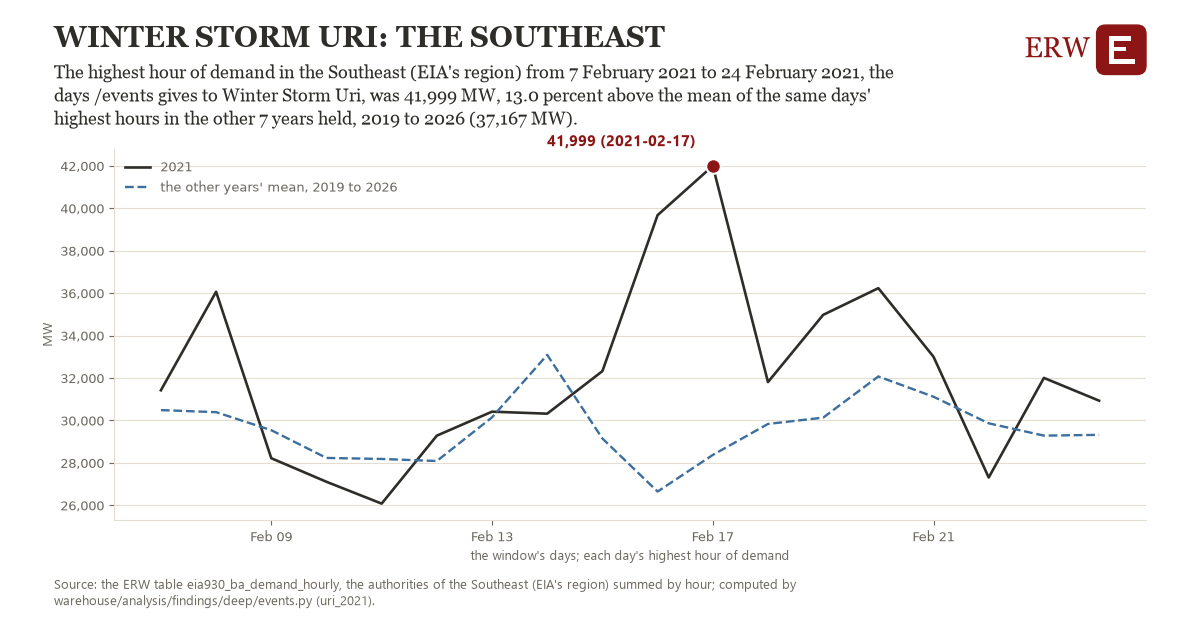 WINTER STORM URI: THE SOUTHEAST
ERW E
The highest hour of demand in the Southeast (EIA's region) from 7 February 2021 to 24 February 2021, the
days /events gives to Winter Storm Uri, was 41,999 MW, 13.0 percent above the mean of the same days'
highest hours in the other 7 years held, 2019 to 2026 (37,167 MW).
41,999 (2021-02-17)
2021
the other years' mean, 2019 to 2026
42,000
40,000
38,000
36,000
34,000
32,000
30,000
28,000
26,000
MW
Feb 09
Feb 13
Feb 17
Feb 21
the window's days; each day's highest hour of demand
Source: the ERW table eia930_ba_demand_hourly, the authorities of the Southeast (EIA's region) summed by hour; computed by
warehouse/analysis/findings/deep/events.py (uri_2021).